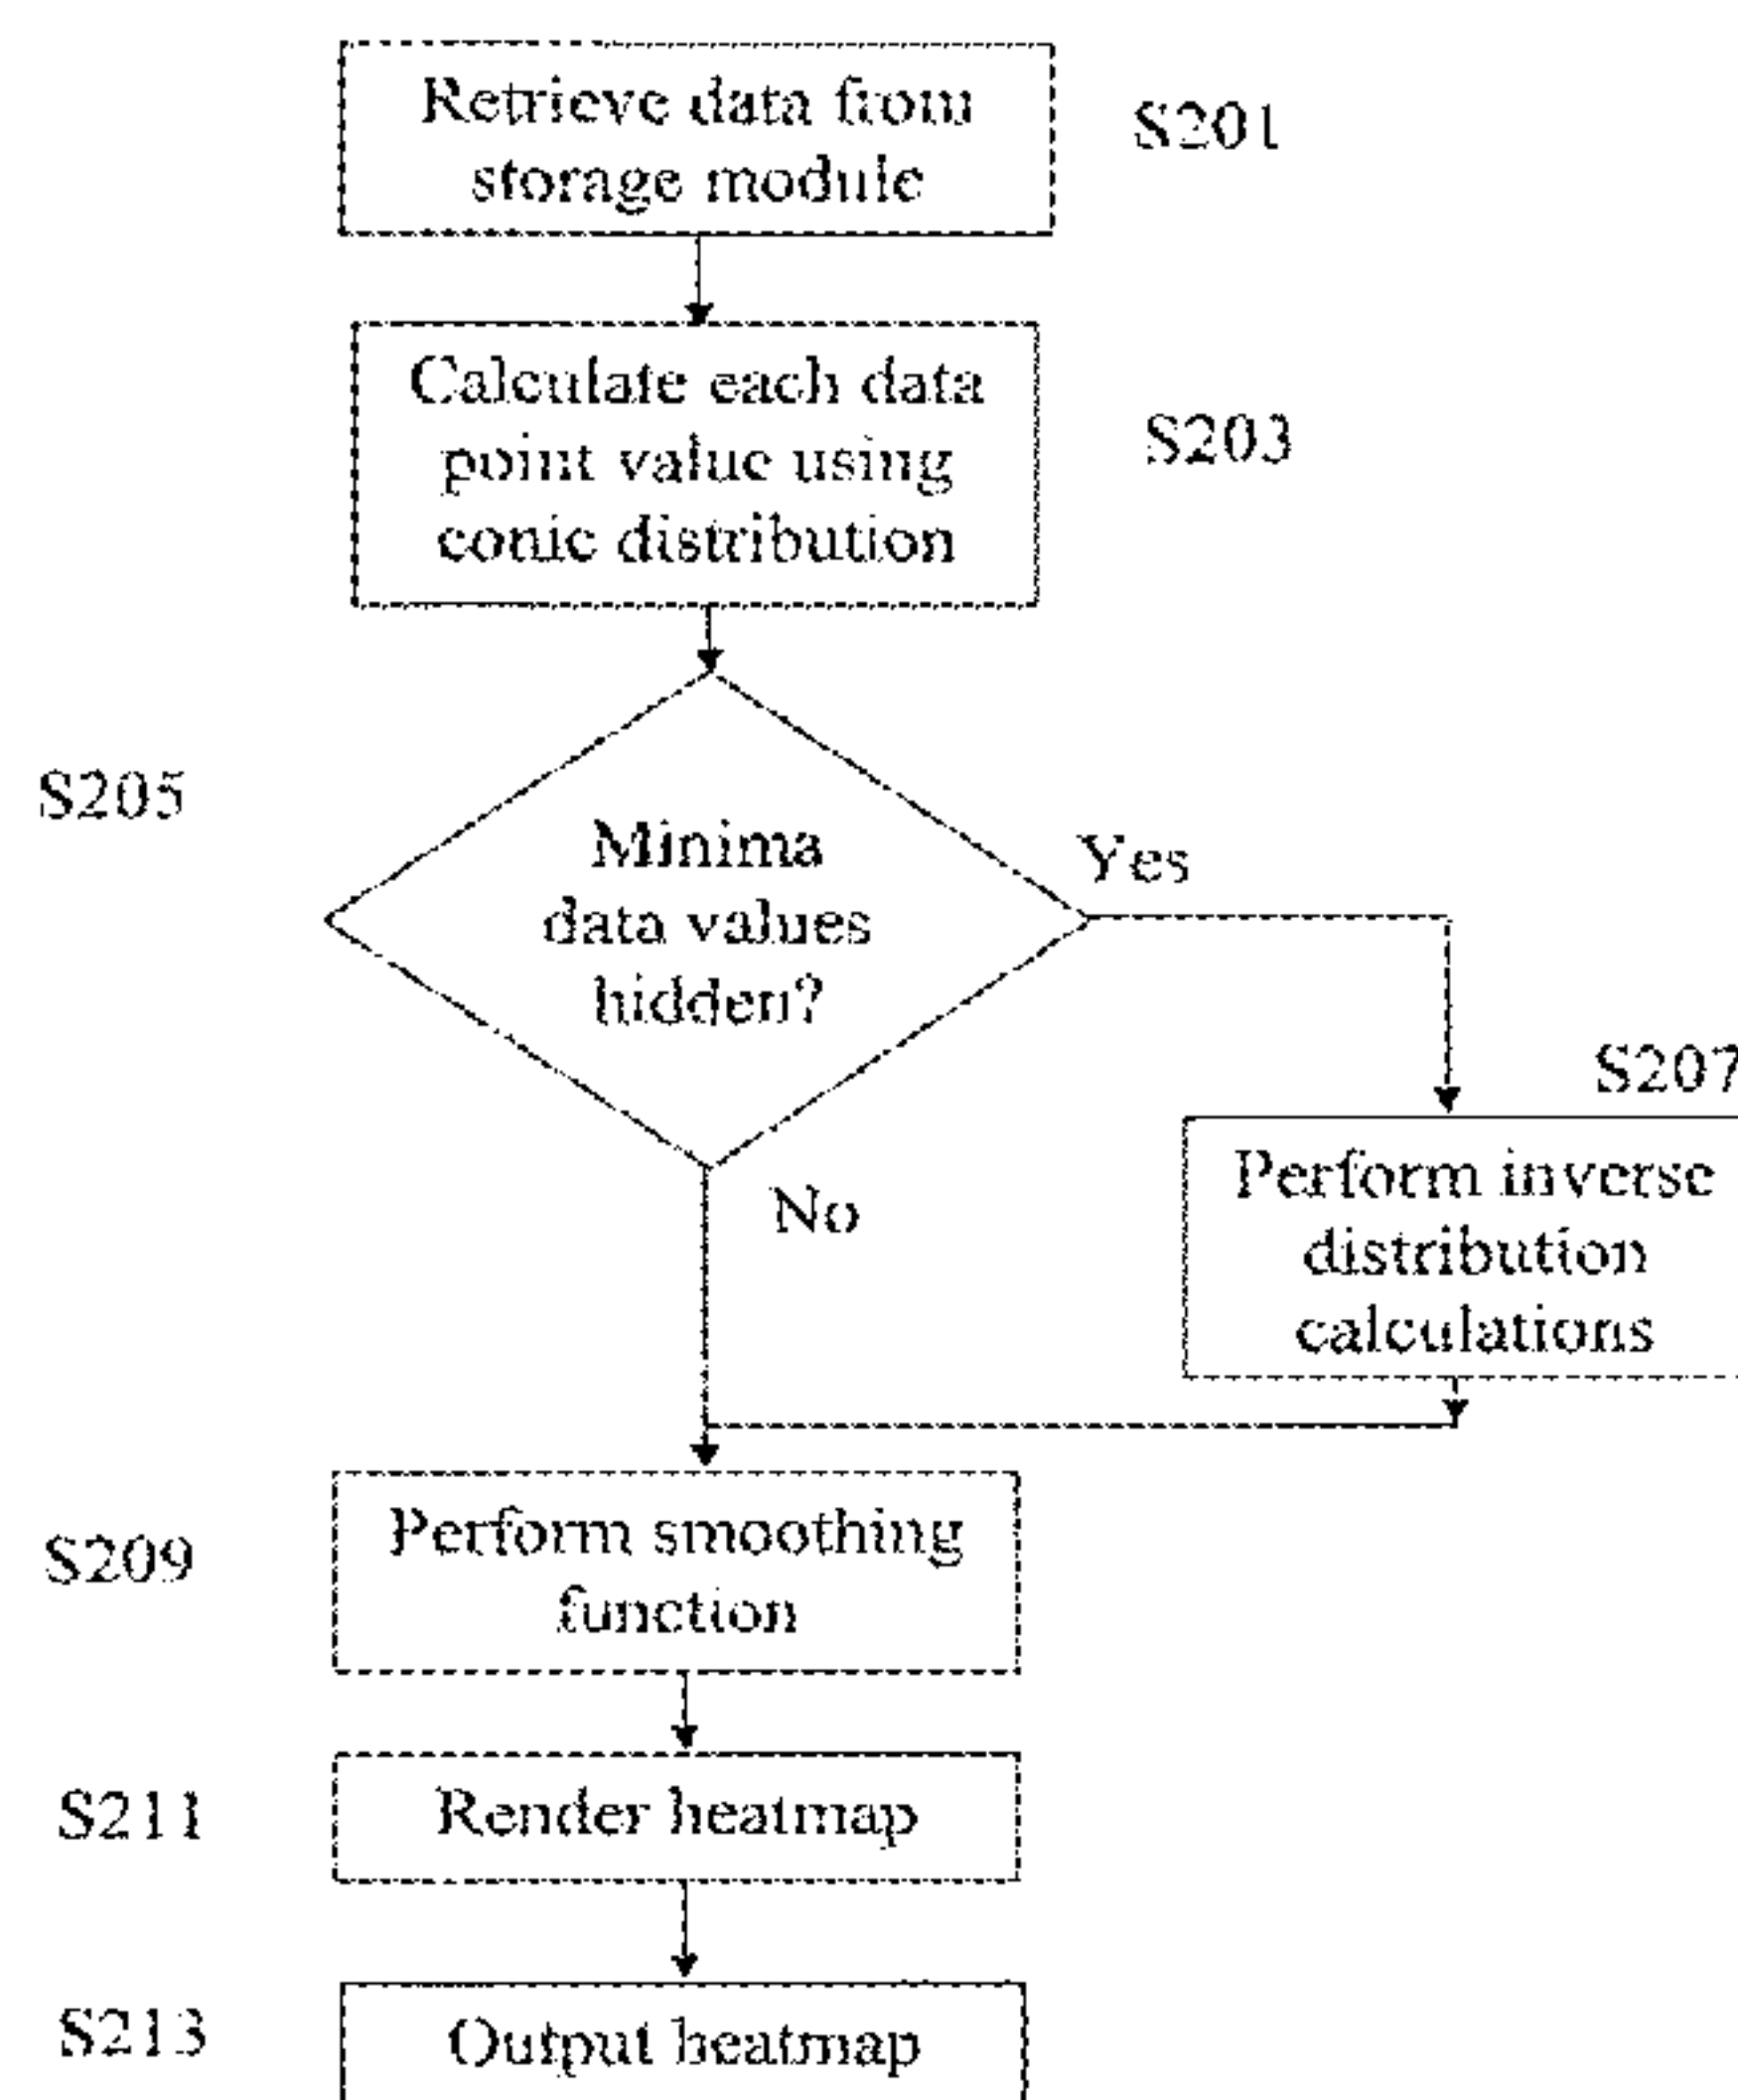 Retrieve data from
storage module
S201
Calculate each data
point value using
conic distribution
S203
S205
Minima
data values
hidden?
Yes
No
S207
Perform inverse
distribution
calculations
S209
Perform smoothing
function
S211
Render heatmap
S213
Output heatmap